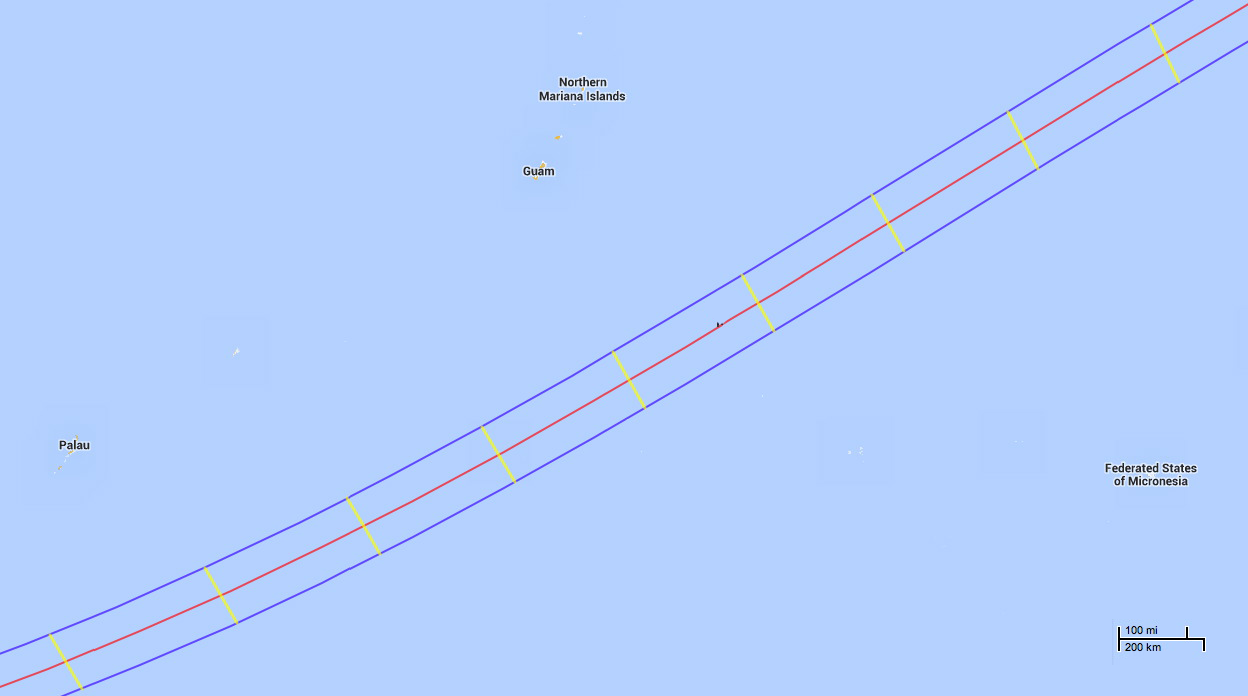 Northern
Mariana Islands
Guam
Palau
Federated States
of Micronesia
100 mi
200 km